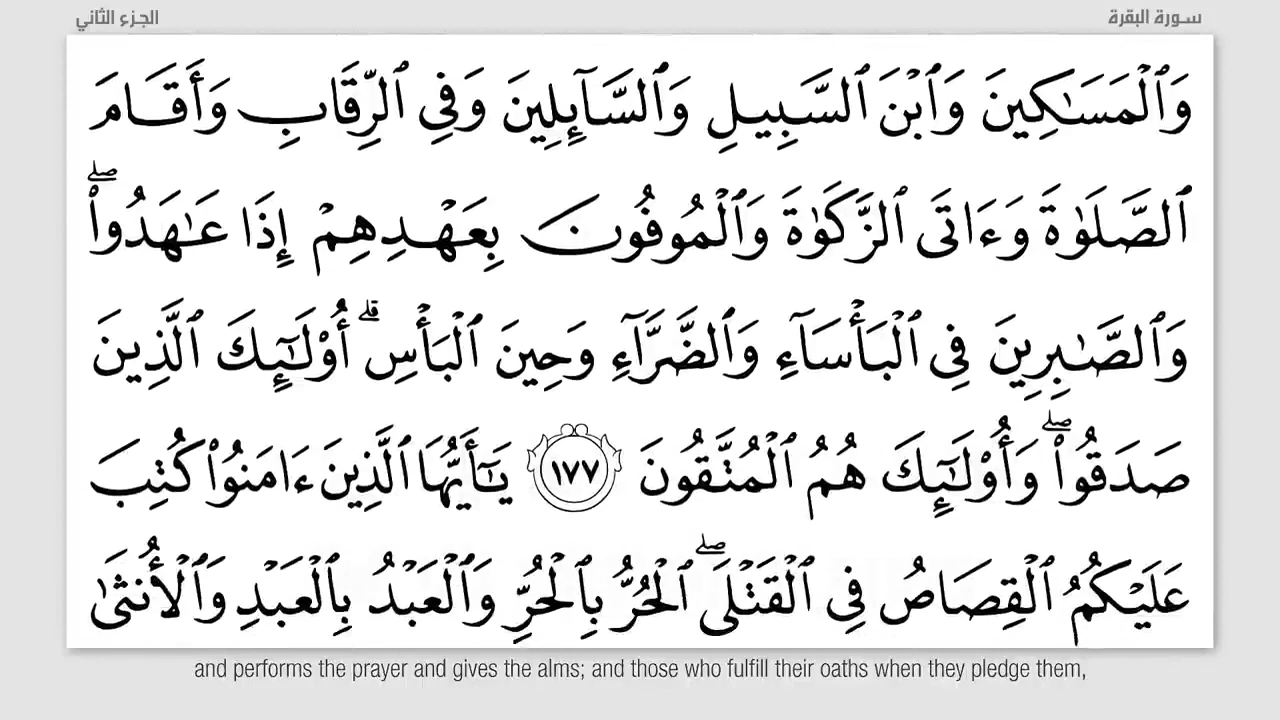 سورة البقرة
الجزء الثاني
وَٱلْمَسَـٰكِينَ وَٱبْنَ ٱلسَّبِيلِ وَٱلسَّآئِلِينَ وَفِى ٱلرِّقَابِ وَأَقَامَ
ٱلصَّلَوٰةَ وَءَاتَى ٱلزَّكَوٰةَ وَٱلْمُوفُونَ بِعَهْدِهِمْ إِذَا عَـٰهَدُوا۟ ۖ
وَٱلصَّـٰبِرِينَ فِى ٱلْبَأْسَآءِ وَٱلضَّرَّآءِ وَحِينَ ٱلْبَأْسِ ۗ أُو۟لَـٰٓئِكَ ٱلَّذِينَ
صَدَقُوا۟ ۖ وَأُو۟لَـٰٓئِكَ هُمُ ٱلْمُتَّقُونَ ١٧٧ يَـٰٓأَيُّهَا ٱلَّذِينَ ءَامَنُوا۟ كُتِبَ
عَلَيْكُمُ ٱلْقِصَاصُ فِى ٱلْقَتْلَى ۖ ٱلْحُرُّ بِٱلْحُرِّ وَٱلْعَبْدُ بِٱلْعَبْدِ وَٱلْأُنثَىٰ
and performs the prayer and gives the alms; and those who fulfill their oaths when they pledge them,